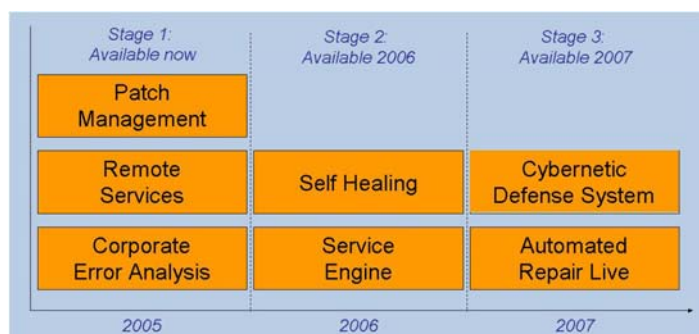 Stage 1:
Available now
Stage 2:
Available 2006
Stage 3:
Available 2007
Patch
Management
Remote
Services
Self Healing
Cybernetic
Defense System
Corporate
Error Analysis
Service
Engine
Automated
Repair Live
2005
2006
2007